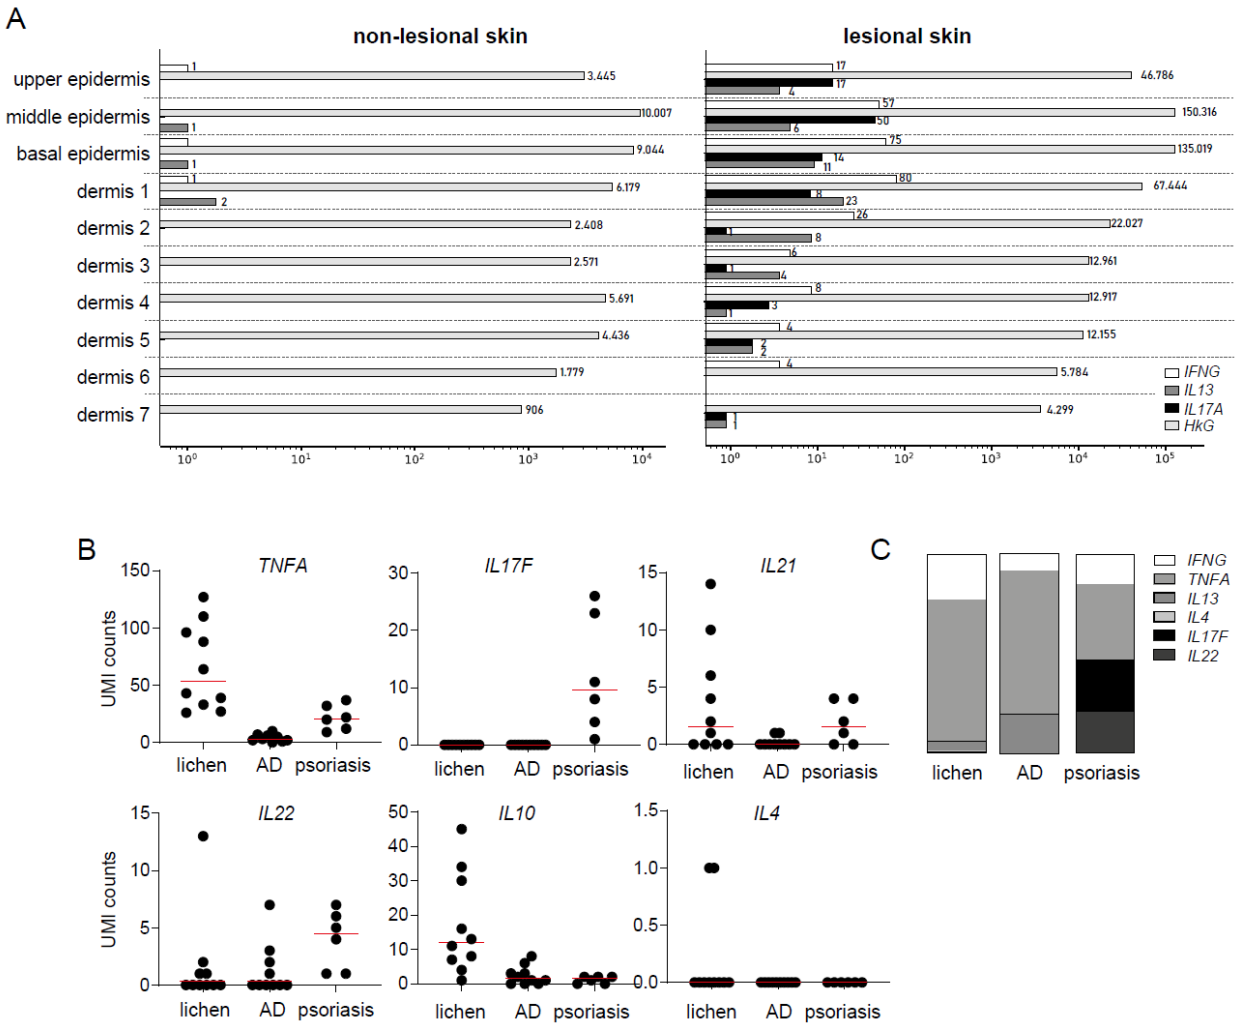 A
non-lesional skin
lesional skin
upper epidermis
1
3.445
17
46.786
17
4
middle epidermis
10.007
1
57
150.316
50
6
basal epidermis
9.044
1
75
135.019
14
11
dermis 1
1
6.179
2
80
67.444
8
23
dermis 2
2.408
26
22.027
1
8
dermis 3
2.571
6
12.961
1
4
dermis 4
5.691
8
12.917
3
1
dermis 5
4.436
4
12.155
2
2
dermis 6
1.779
4
5.784
dermis 7
906
4.299
1
1
IFNG
IL13
IL17A
HkG
10⁰ 10¹ 10² 10³ 10⁴
10⁰ 10¹ 10² 10³ 10⁴ 10⁵
B
TNFA
UMI counts
150
100
50
0
lichen AD psoriasis
IL17F
30
20
10
0
lichen AD psoriasis
IL21
15
10
5
0
lichen AD psoriasis
C
IFNG
TNFA
IL13
IL4
IL17F
IL22
lichen AD psoriasis
IL22
UMI counts
15
10
5
0
lichen AD psoriasis
IL10
50
40
30
20
10
0
lichen AD psoriasis
IL4
1.5
1.0
0.5
0.0
lichen AD psoriasis